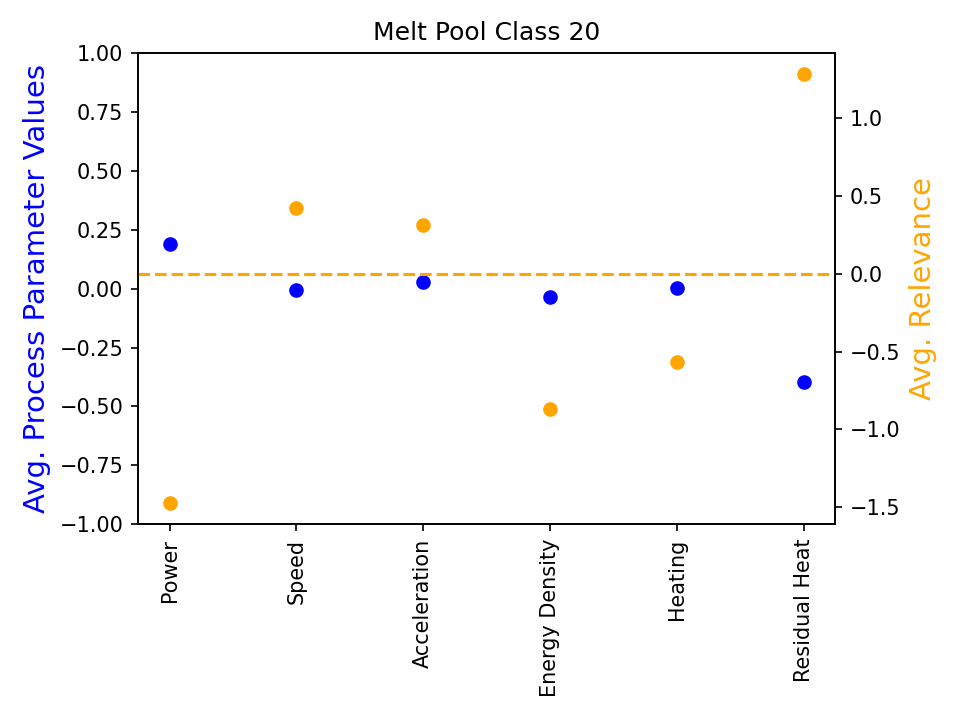 Melt Pool Class 20
Avg. Process Parameter Values
1.00
0.75
0.50
0.25
0.00
−0.25
−0.50
−0.75
−1.00
1.0
0.5
0.0
−0.5
−1.0
−1.5
Avg. Relevance
Power
Speed
Acceleration
Energy Density
Heating
Residual Heat